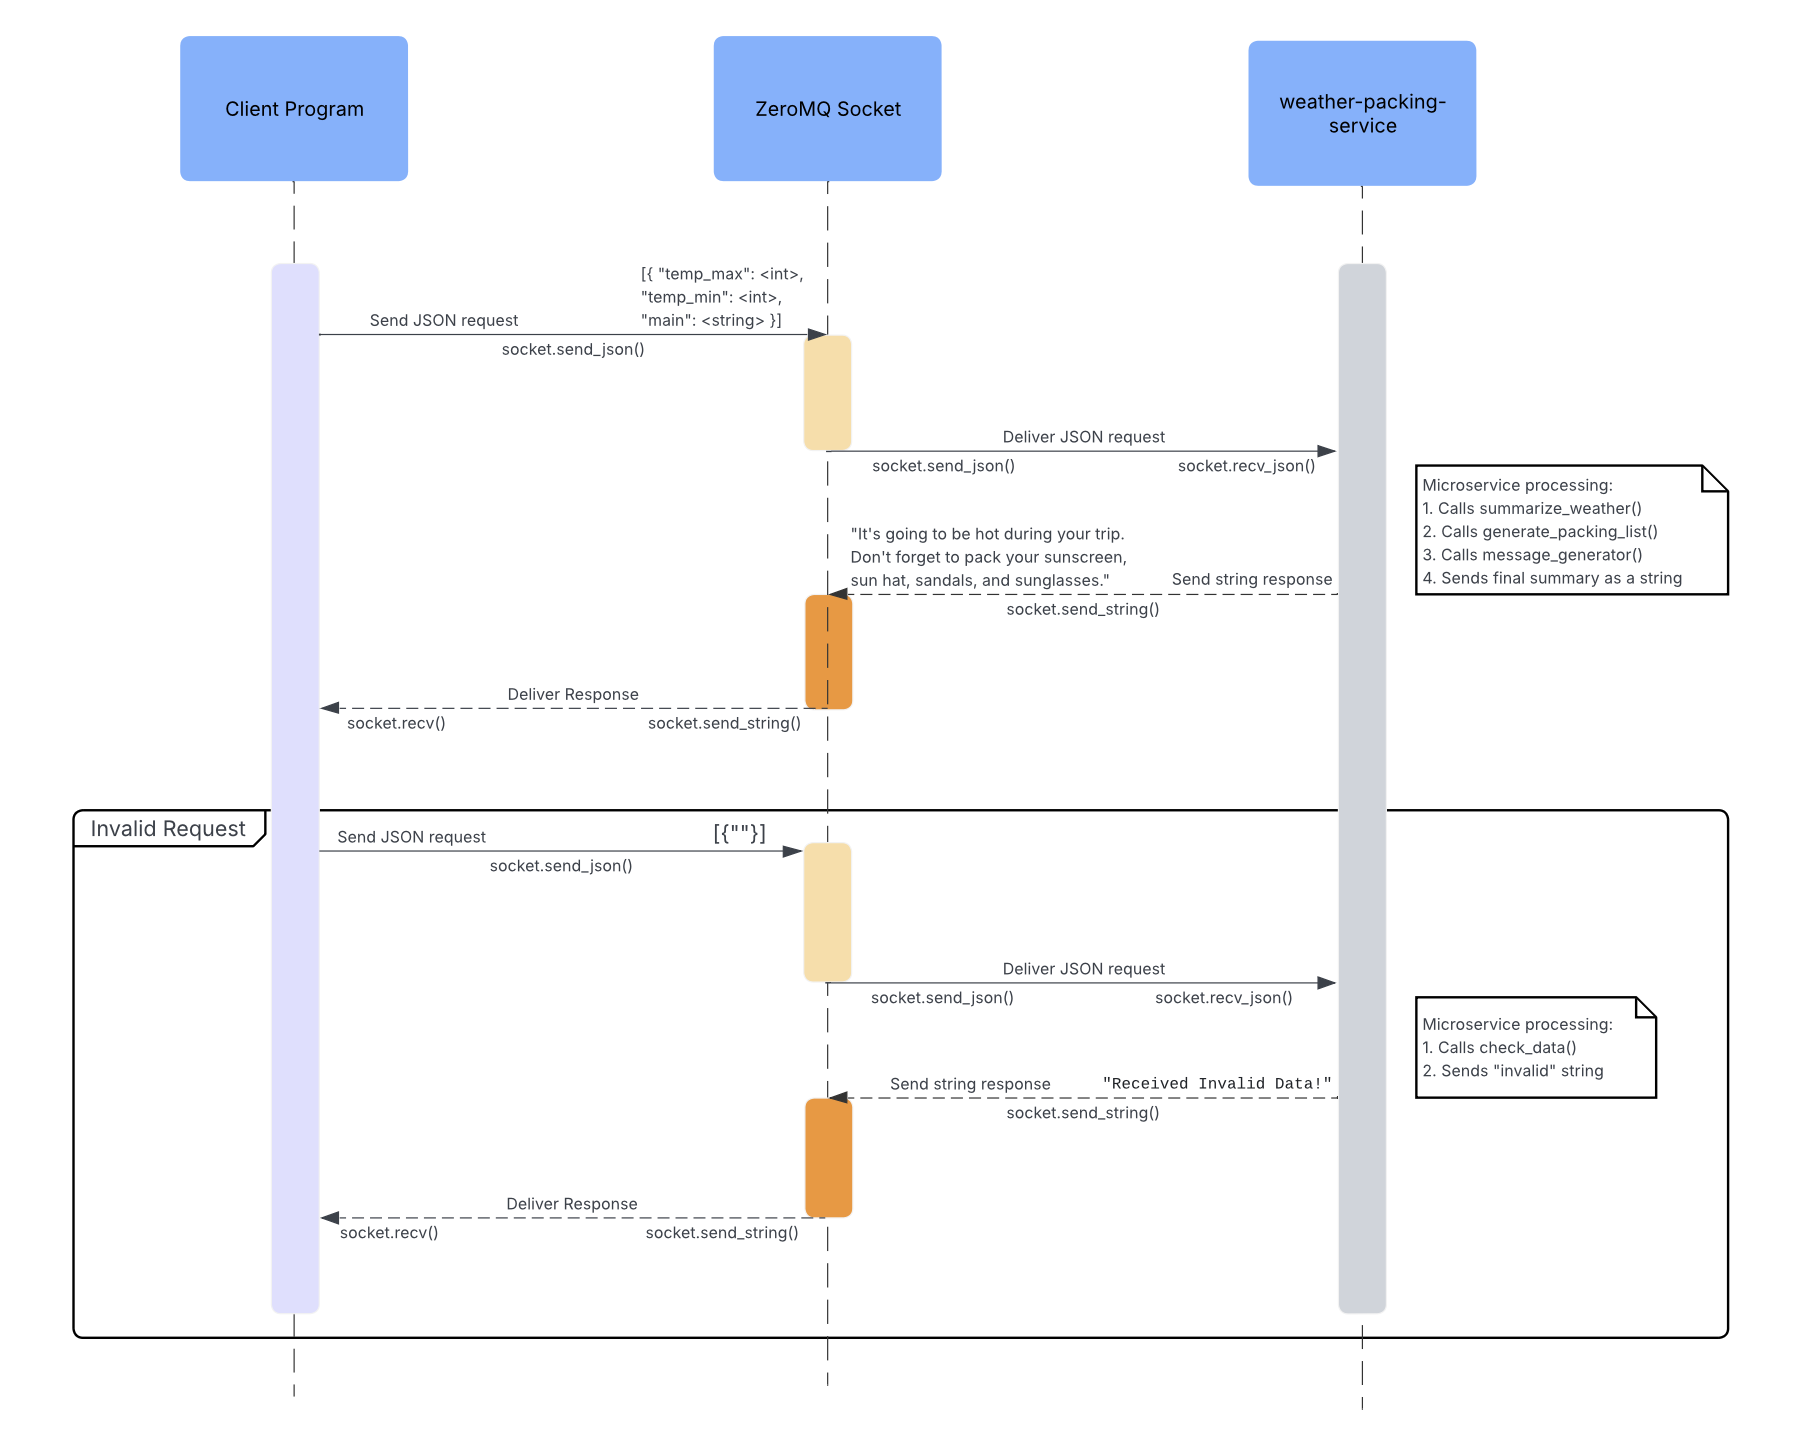 Client Program
ZeroMQ Socket
weather-packing-
service
[{ "temp_max": <int>,
"temp_min": <int>,
"main": <string> }]
Send JSON request
socket.send_json()
Deliver JSON request
socket.send_json()
socket.recv_json()
Microservice processing:
1. Calls summarize_weather()
2. Calls generate_packing_list()
3. Calls message_generator()
4. Sends final summary as a string
"It's going to be hot during your trip.
Don't forget to pack your sunscreen,
sun hat, sandals, and sunglasses."
Send string response
socket.send_string()
Deliver Response
socket.recv()
socket.send_string()
Invalid Request
Send JSON request
[{""}]
socket.send_json()
Deliver JSON request
socket.send_json()
socket.recv_json()
Microservice processing:
1. Calls check_data()
2. Sends "invalid" string
Send string response
"Received Invalid Data!"
socket.send_string()
Deliver Response
socket.recv()
socket.send_string()